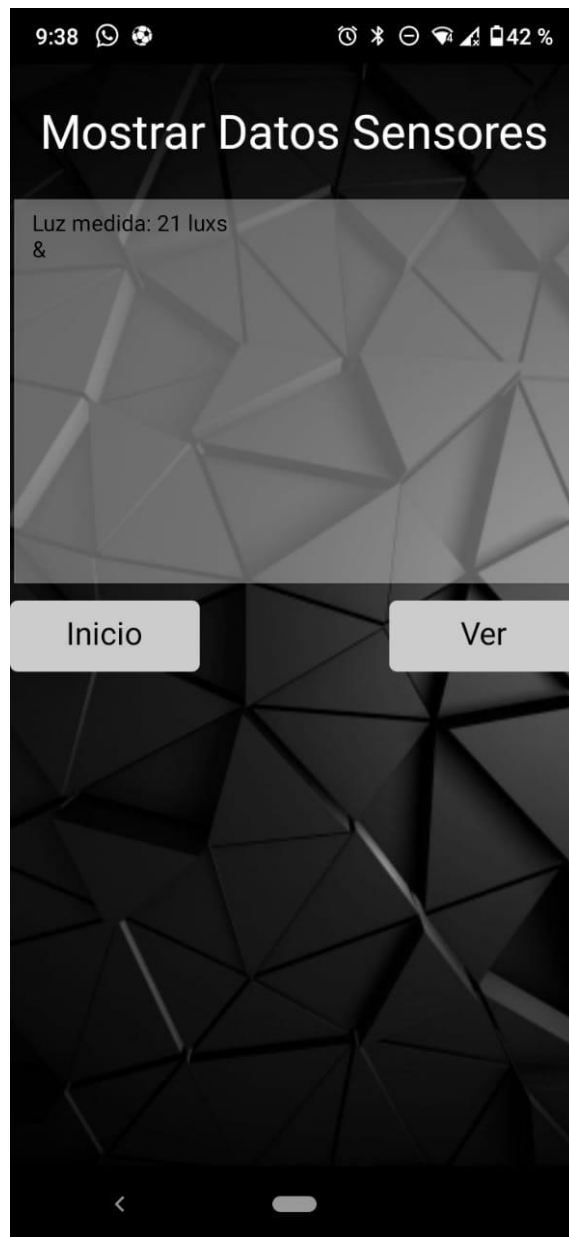 9:38 42 %
Mostrar Datos Sensores
Luz medida: 21 luxs
&
Inicio Ver